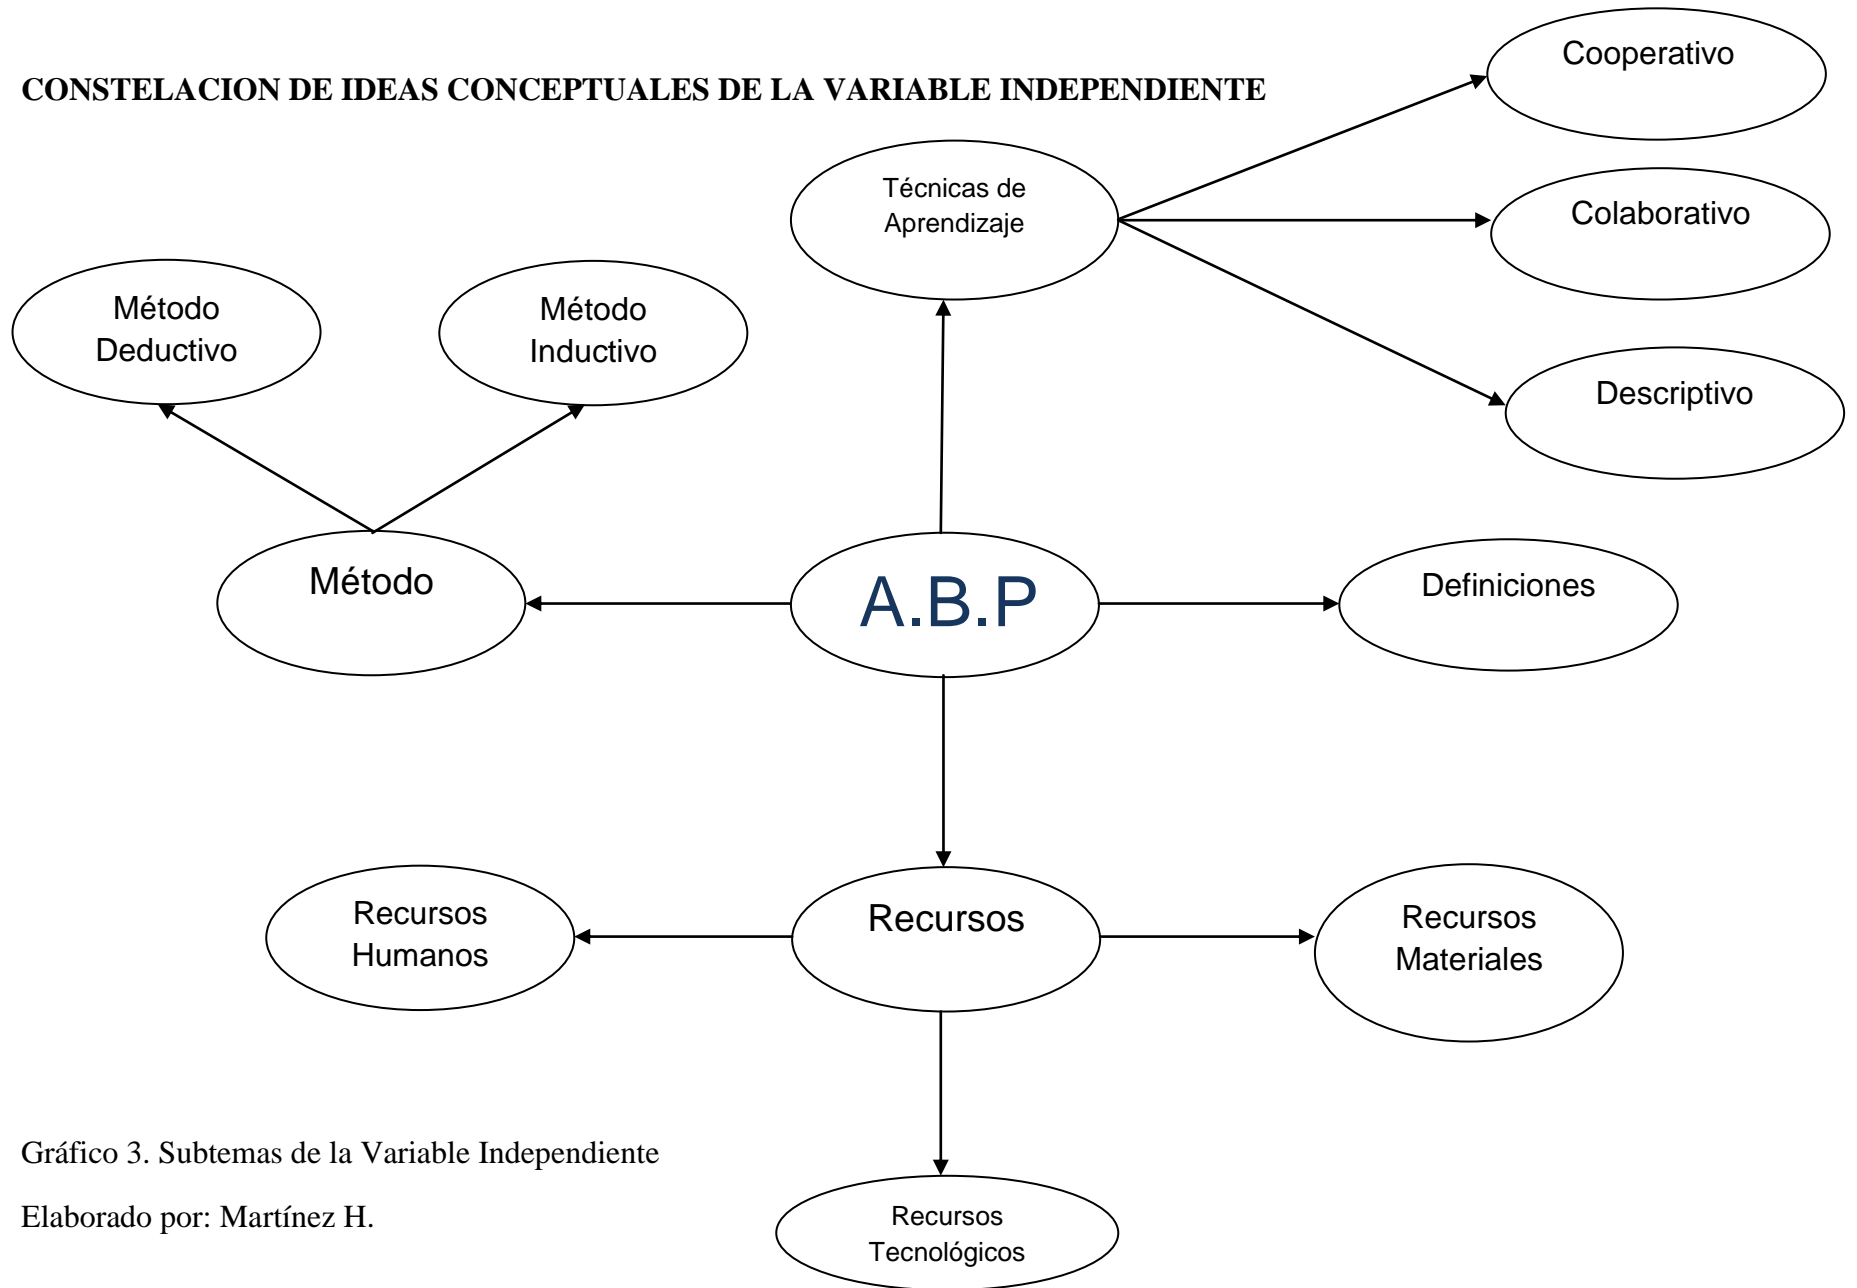 CONSTELACION DE IDEAS CONCEPTUALES DE LA VARIABLE INDEPENDIENTE
Cooperativo
Técnicas de
Aprendizaje
Colaborativo
Descriptivo
Método
Deductivo
Método
Inductivo
Método
A.B.P
Definiciones
Recursos
Humanos
Recursos
Recursos
Materiales
Recursos
Tecnológicos
Gráfico 3. Subtemas de la Variable Independiente
Elaborado por: Martínez H.